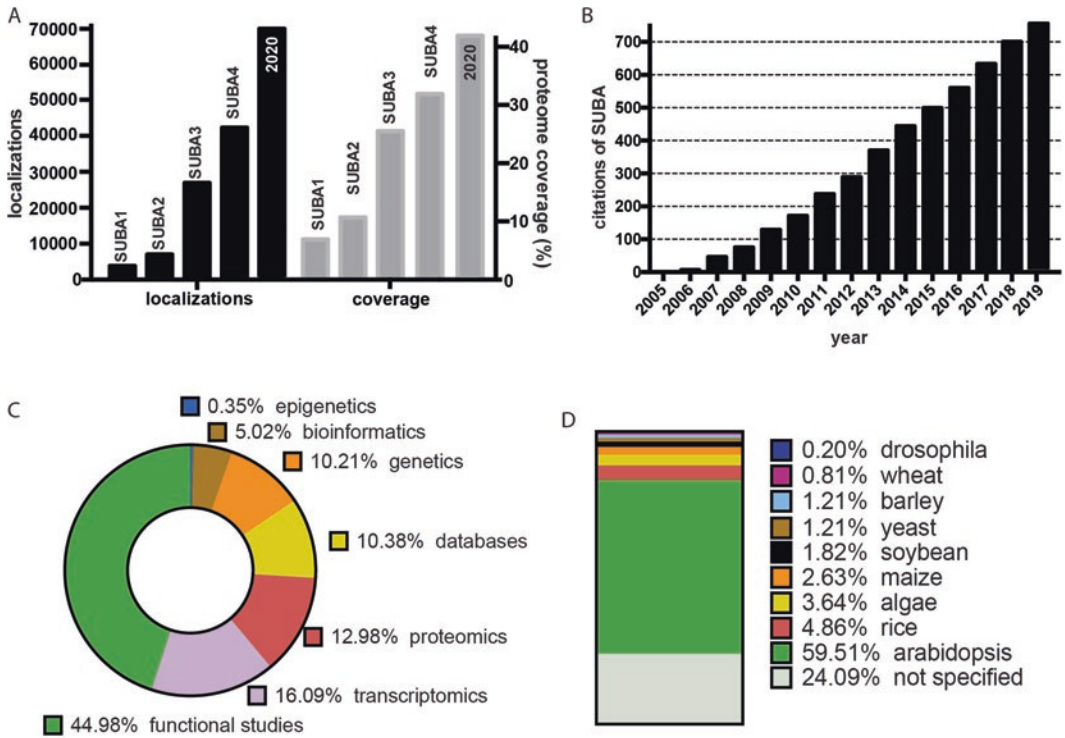 A
localizations
70000
60000
50000
40000
30000
20000
10000
0
SUBA1
SUBA2
SUBA3
SUBA4
2020
SUBA1
SUBA2
SUBA3
SUBA4
2020
localizations
coverage
40
30
20
10
0
proteome coverage (%)
B
citations of SUBA
700
600
500
400
300
200
100
0
2005
2006
2007
2008
2009
2010
2011
2012
2013
2014
2015
2016
2017
2018
2019
year
C
0.35% epigenetics
5.02% bioinformatics
10.21% genetics
10.38% databases
12.98% proteomics
16.09% transcriptomics
44.98% functional studies
D
0.20% drosophila
0.81% wheat
1.21% barley
1.21% yeast
1.82% soybean
2.63% maize
3.64% algae
4.86% rice
59.51% arabidopsis
24.09% not specified